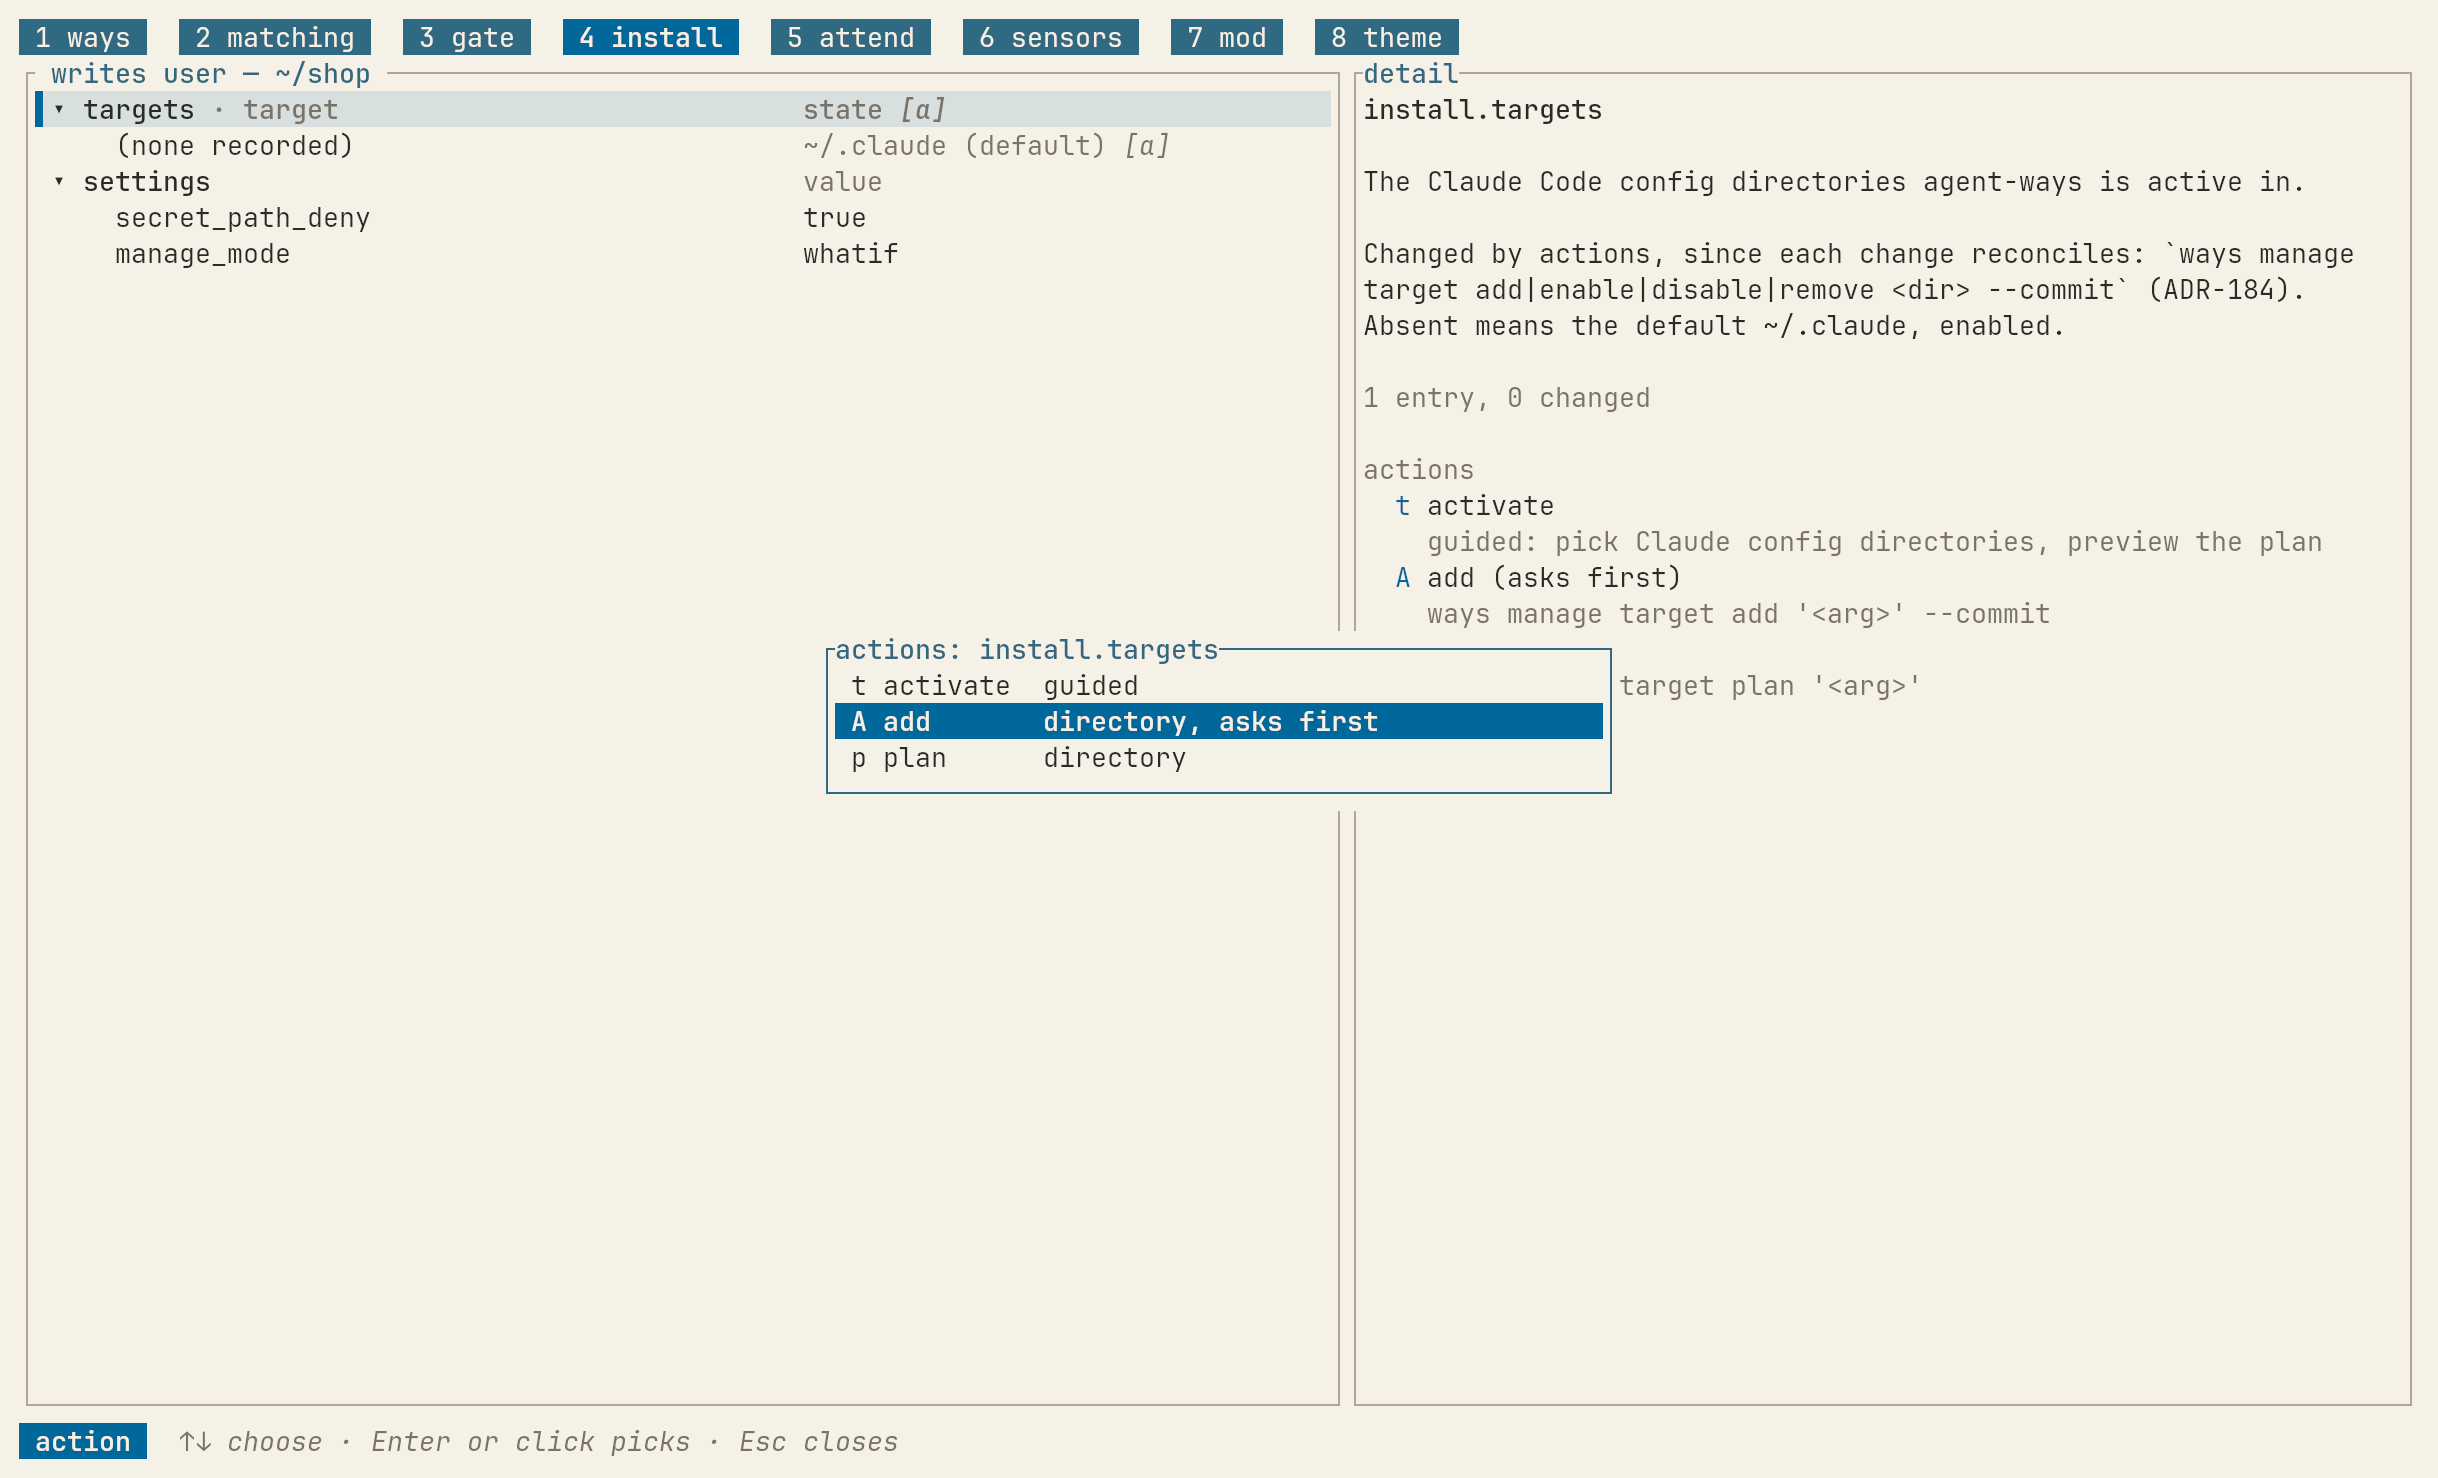 1 ways  2 matching  3 gate  4 install  5 attend  6 sensors  7 mod  8 theme
writes user — ~/shop
▾ targets · target  state [a]
(none recorded)  ~/.claude (default) [a]
▾ settings  value
secret_path_deny  true
manage_mode  whatif
detail
install.targets
The Claude Code config directories agent-ways is active in.
Changed by actions, since each change reconciles: `ways manage
target add|enable|disable|remove <dir> --commit` (ADR-184).
Absent means the default ~/.claude, enabled.
1 entry, 0 changed
actions
t activate
guided: pick Claude config directories, preview the plan
A add (asks first)
ways manage target add '<arg>' --commit
target plan '<arg>'
actions: install.targets
t activate  guided
A add  directory, asks first
p plan  directory
action  ↑↓ choose · Enter or click picks · Esc closes